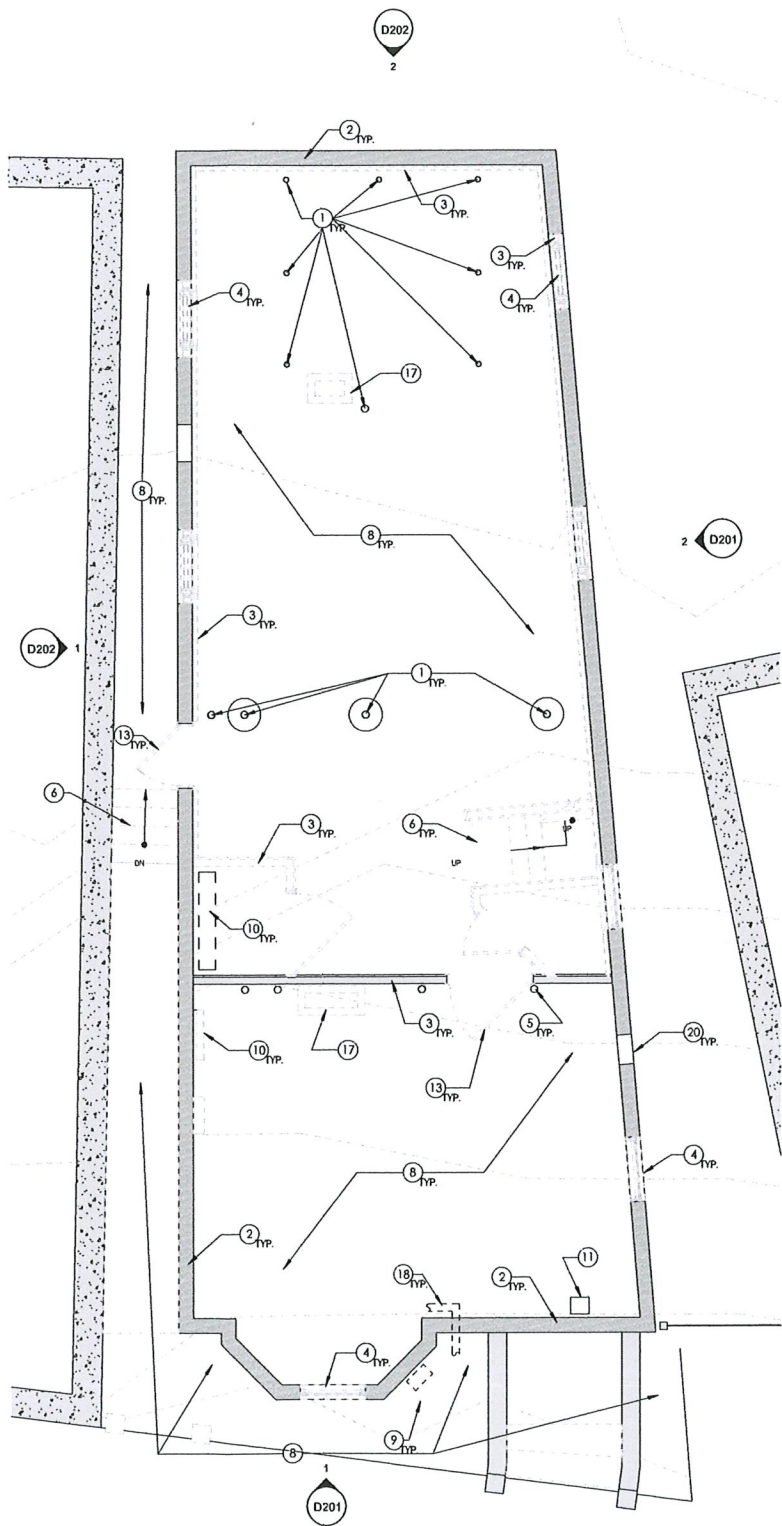 D202
2
2 TYP.
3 TYP.
1 TYP.
3 TYP.
4 TYP.
4 TYP.
17
8 TYP.
8 TYP.
2 D201
3 TYP.
D202 1
1 TYP.
13 TYP.
6
3 TYP.
6 TYP.
UP
DN
UP
10 TYP.
3 TYP.
5 TYP.
20 TYP.
10 TYP.
17
13 TYP.
8 TYP.
4 TYP.
2 TYP.
11
18 TYP.
2 TYP.
4 TYP.
9 TYP.
8
1
D201